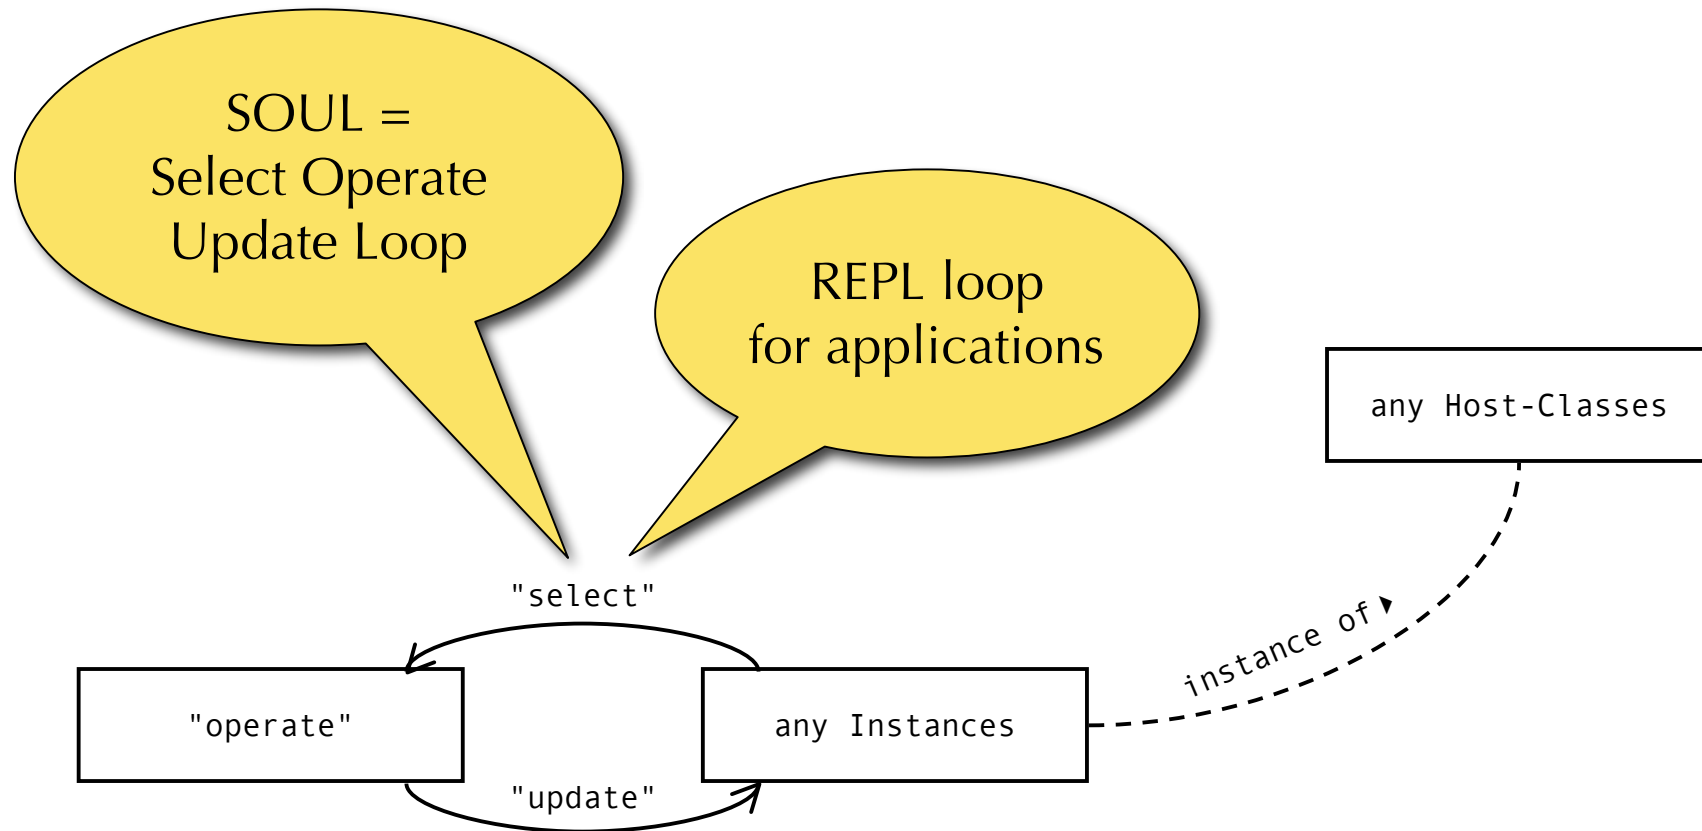 SOUL =
Select Operate
Update Loop
REPL loop
for applications
any Host-Classes
"select"
instance of
"operate"
any Instances
"update"